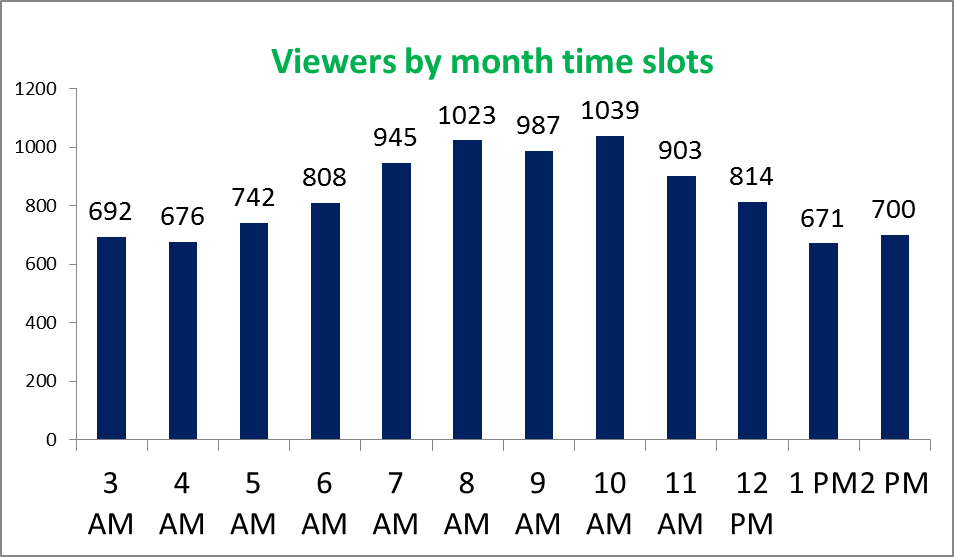 Viewers by month time slots
1200
1000
800
600
400
200
0
692
676
742
808
945
1023
987
1039
903
814
671
700
3 AM
4 AM
5 AM
6 AM
7 AM
8 AM
9 AM
10 AM
11 AM
12 PM
1 PM
2 PM